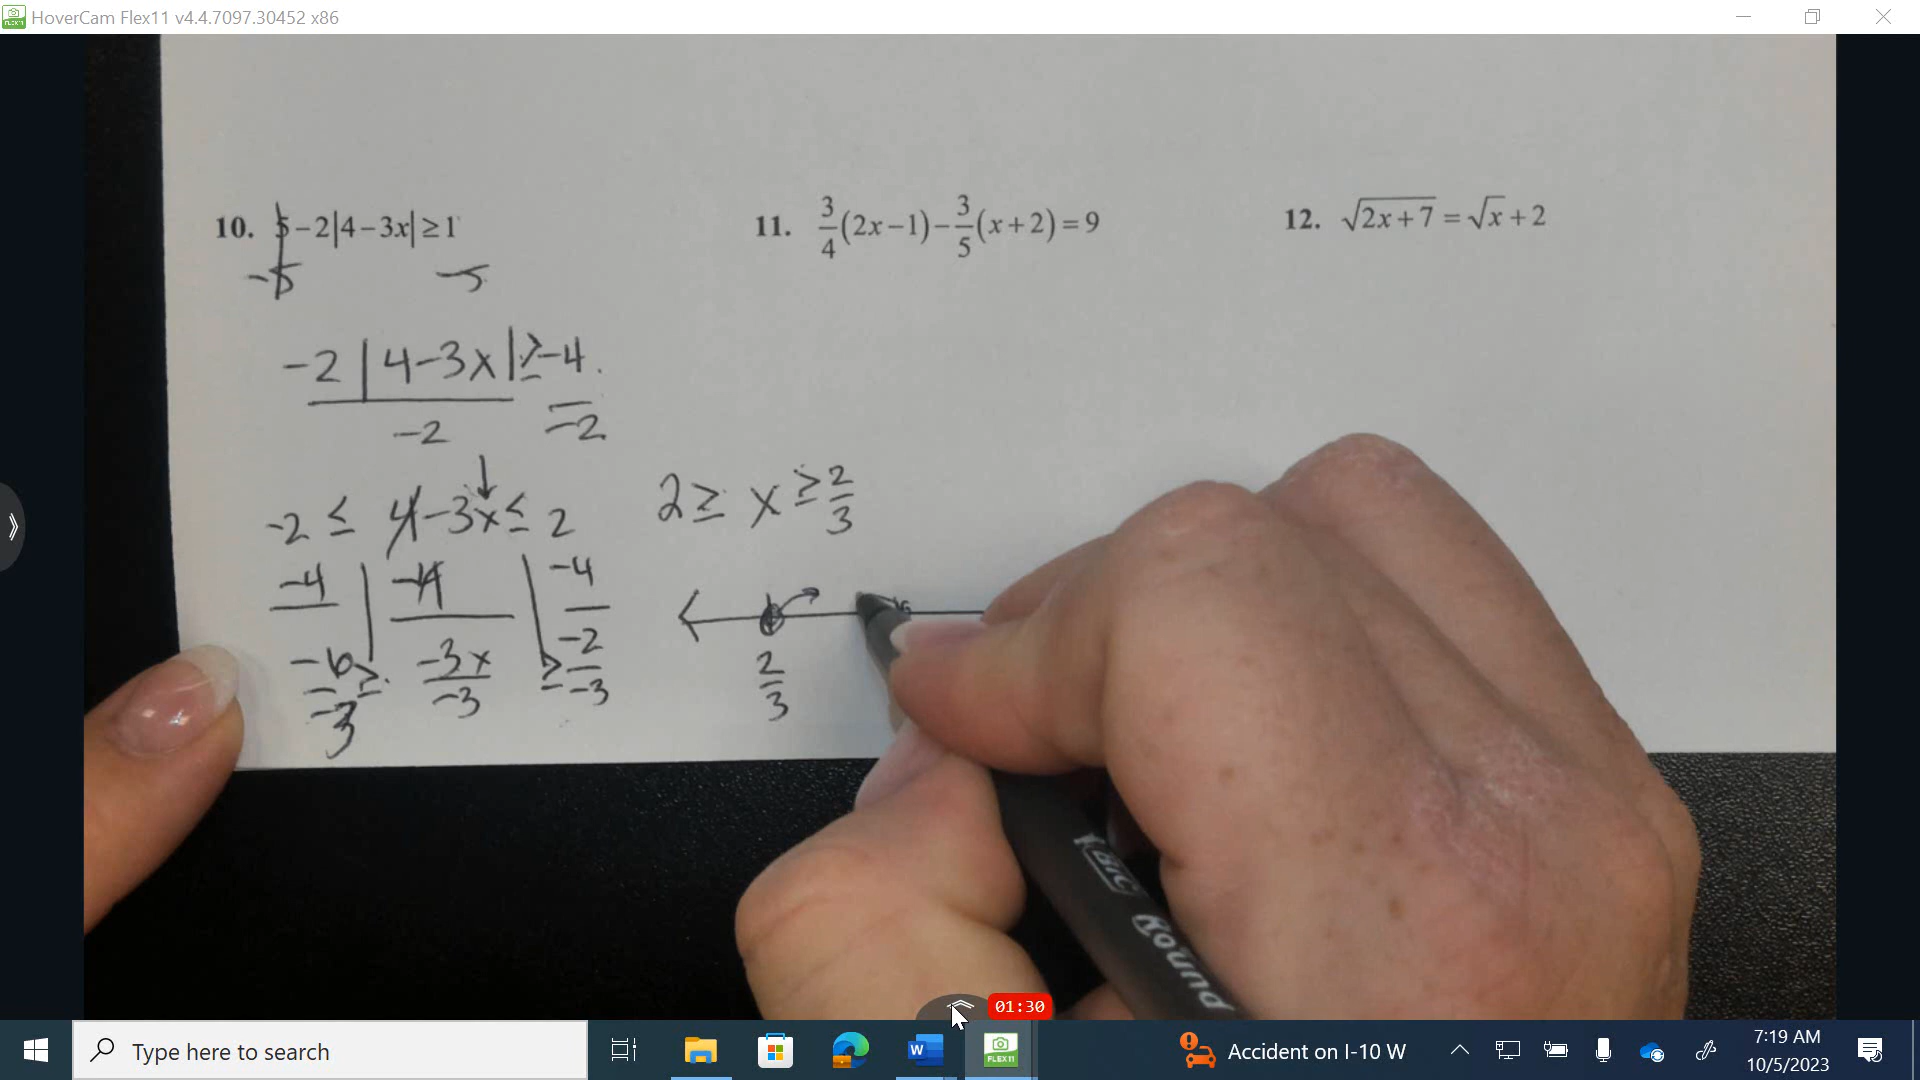 HoverCam Flex11 v4.4.7097.30452 x86
10. 5-2|4-3x| ≥ 1
-5 -5
-2|4-3x| ≥ -4
-2 -2
-2 ≤ 4-3x ≤ 2
-4 | -4 | -4
-6/-3 ≥ -3x/-3 ≥ -2/-3
2 ≥ x ≥ 2/3
2/3
11. 3/4(2x-1)-3/5(x+2)=9
12. √(2x+7) = √x+2
BIC Round
01:30
Type here to search
W
FLEX11
Accident on I-10 W
7:19 AM
10/5/2023